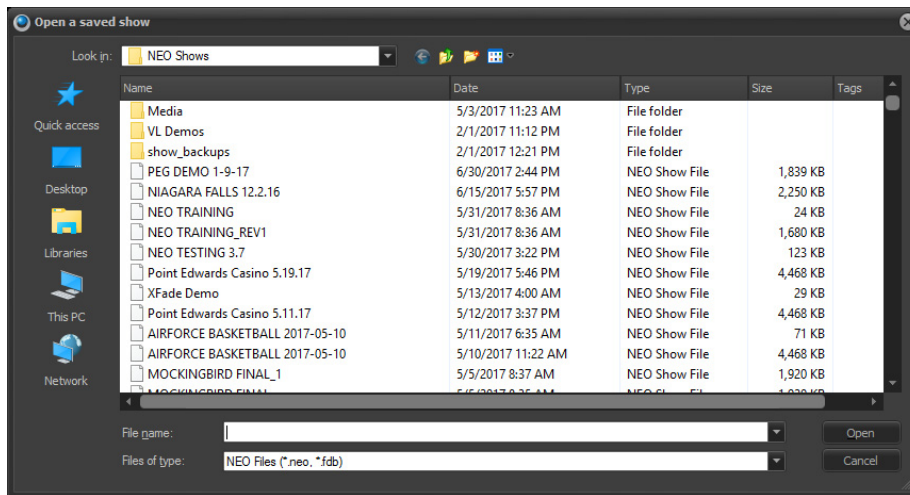 Open a saved show
Look in: NEO Shows
Name Date Type Size Tags
Quick access
Desktop
Libraries
This PC
Network
Media 5/3/2017 11:23 AM File folder
VL Demos 2/1/2017 11:12 PM File folder
show_backups 2/1/2017 12:21 PM File folder
PEG DEMO 1-9-17 6/30/2017 2:44 PM NEO Show File 1,839 KB
NIAGARA FALLS 12.2.16 6/15/2017 5:57 PM NEO Show File 2,250 KB
NEO TRAINING 5/31/2017 8:36 AM NEO Show File 24 KB
NEO TRAINING_REV1 5/31/2017 8:36 AM NEO Show File 1,680 KB
NEO TESTING 3.7 5/30/2017 3:22 PM NEO Show File 123 KB
Point Edwards Casino 5.19.17 5/19/2017 5:46 PM NEO Show File 4,468 KB
XFade Demo 5/13/2017 4:00 AM NEO Show File 29 KB
Point Edwards Casino 5.11.17 5/12/2017 3:37 PM NEO Show File 4,468 KB
AIRFORCE BASKETBALL 2017-05-10 5/11/2017 6:35 AM NEO Show File 71 KB
AIRFORCE BASKETBALL 2017-05-10 5/10/2017 11:22 AM NEO Show File 4,468 KB
MOCKINGBIRD FINAL_1 5/5/2017 8:37 AM NEO Show File 1,920 KB
File name:
Open
Files of type: NEO Files (*.neo, *.fdb)
Cancel